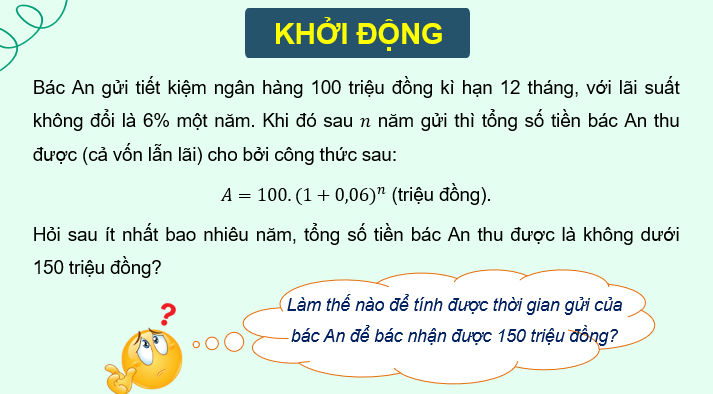 KHỞI ĐỘNG
Bác An gửi tiết kiệm ngân hàng 100 triệu đồng kì hạn 12 tháng, với lãi suất
không đổi là 6% một năm. Khi đó sau n năm gửi thì tổng số tiền bác An thu
được (cả vốn lẫn lãi) cho bởi công thức sau:
A = 100. (1 + 0,06)ⁿ (triệu đồng).
Hỏi sau ít nhất bao nhiêu năm, tổng số tiền bác An thu được là không dưới
150 triệu đồng?
?
Làm thế nào để tính được thời gian gửi của
bác An để bác nhận được 150 triệu đồng?